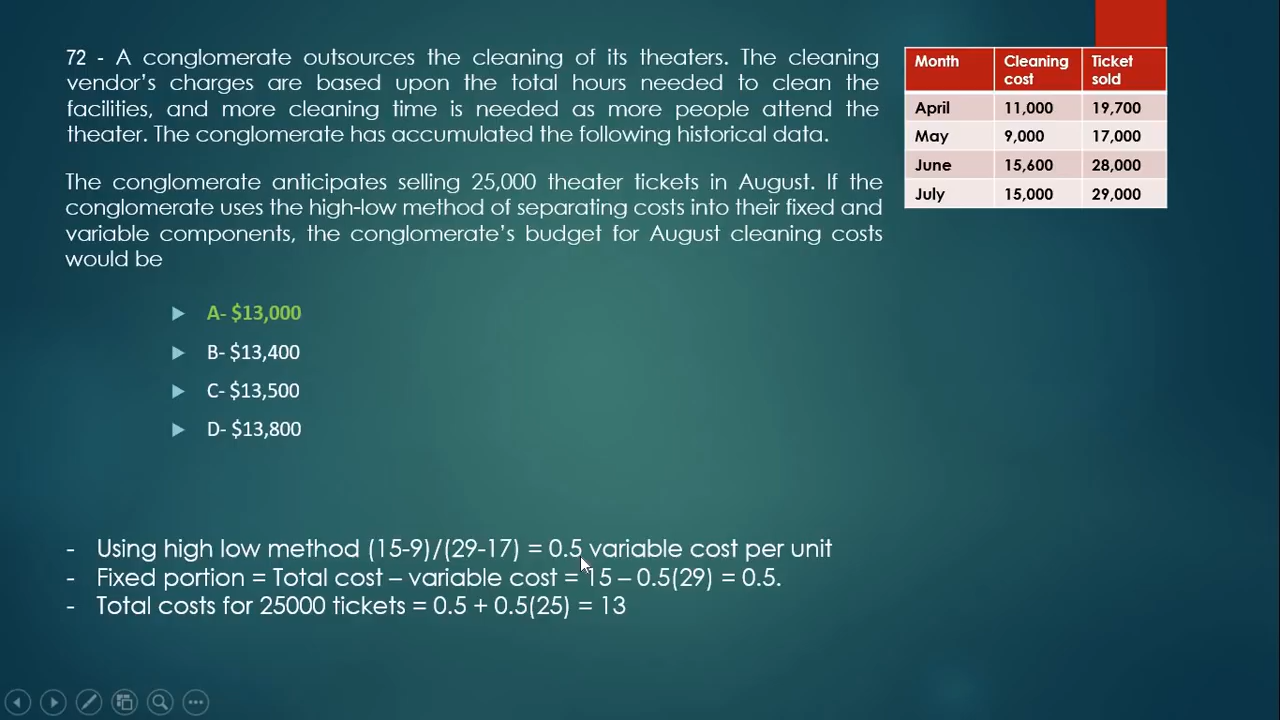 72 - A conglomerate outsources the cleaning of its theaters. The cleaning
vendor's charges are based upon the total hours needed to clean the
facilities, and more cleaning time is needed as more people attend the
theater. The conglomerate has accumulated the following historical data.
The conglomerate anticipates selling 25,000 theater tickets in August. If the
conglomerate uses the high-low method of separating costs into their fixed and
variable components, the conglomerate's budget for August cleaning costs
would be
A- $13,000
B- $13,400
C- $13,500
D- $13,800
Month Cleaning cost Ticket sold
April 11,000 19,700
May 9,000 17,000
June 15,600 28,000
July 15,000 29,000
- Using high low method (15-9)/(29-17) = 0.5 variable cost per unit
- Fixed portion = Total cost – variable cost = 15 – 0.5(29) = 0.5.
- Total costs for 25000 tickets = 0.5 + 0.5(25) = 13